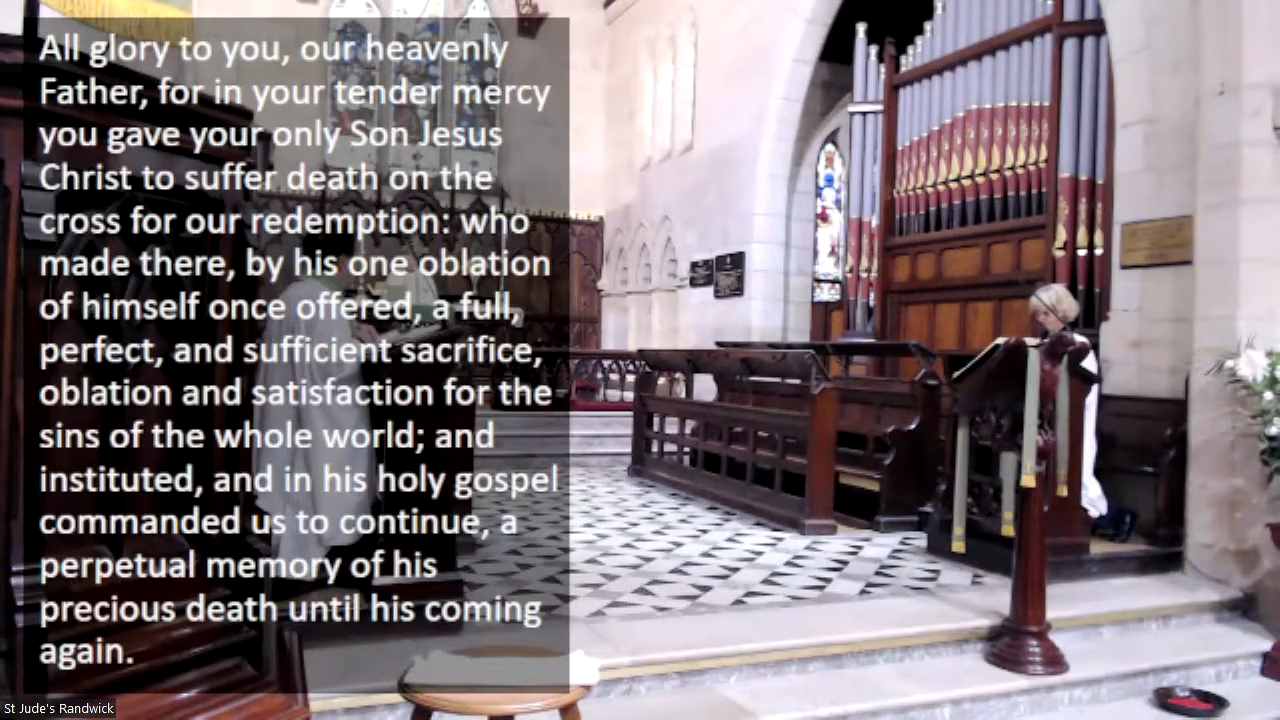 All glory to you, our heavenly
Father, for in your tender mercy
you gave your only Son Jesus
Christ to suffer death on the
cross for our redemption: who
made there, by his one oblation
of himself once offered, a full,
perfect, and sufficient sacrifice,
oblation and satisfaction for the
sins of the whole world; and
instituted, and in his holy gospel
commanded us to continue, a
perpetual memory of his
precious death until his coming
again.
St Jude's Randwick